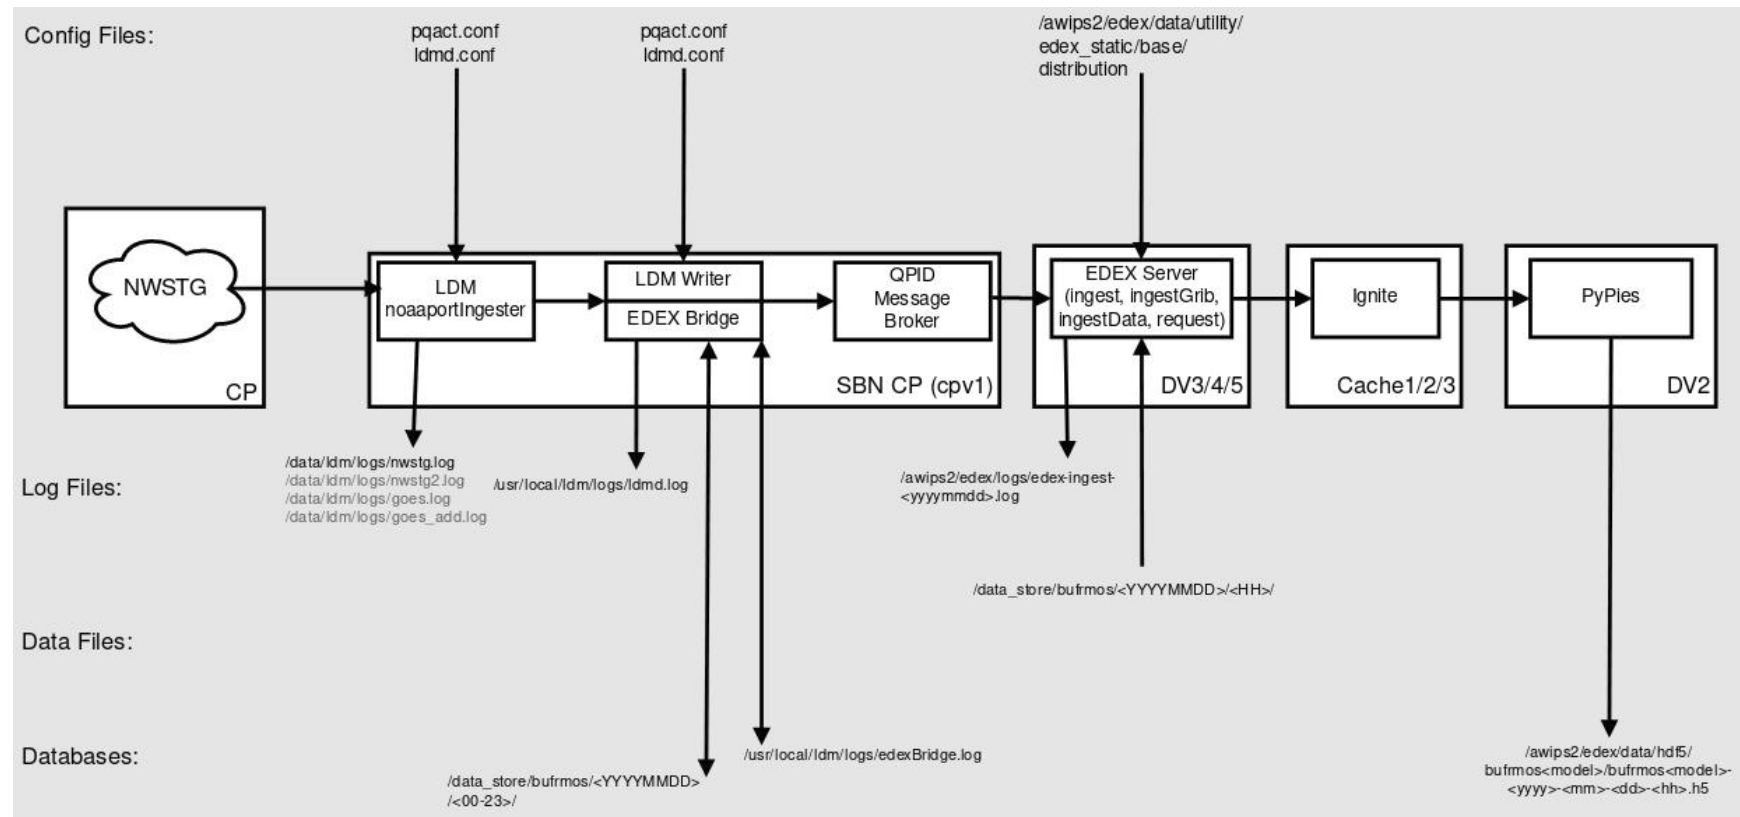 Config Files:
pqact.conf
ldmd.conf
pqact.conf
ldmd.conf
/awips2/edex/data/utility/
edex_static/base/
distribution
NWSTG
CP
LDM
noaaportIngester
LDM Writer
EDEX Bridge
QPID
Message
Broker
SBN CP (cpv1)
EDEX Server
(ingest, ingestGrib,
ingestData, request)
DV3/4/5
Ignite
Cache1/2/3
PyPies
DV2
Log Files:
/data/ldm/logs/nwstg.log
/data/ldm/logs/nwstg2.log
/data/ldm/logs/goes.log
/data/ldm/logs/goes_add.log
/usr/local/ldm/logs/ldmd.log
/awips2/edex/logs/edex-ingest-
<yyyymmdd>.log
/data_store/bufrmos/<YYYYMMDD>/<HH>/
Data Files:
Databases:
/data_store/bufrmos/<YYYYMMDD>
/<00-23>/
/usr/local/ldm/logs/edexBridge.log
/awips2/edex/data/hdf5/
bufrmos<model>/bufrmos<model>-
<yyyy>-<mm>-<dd>-<hh>.h5